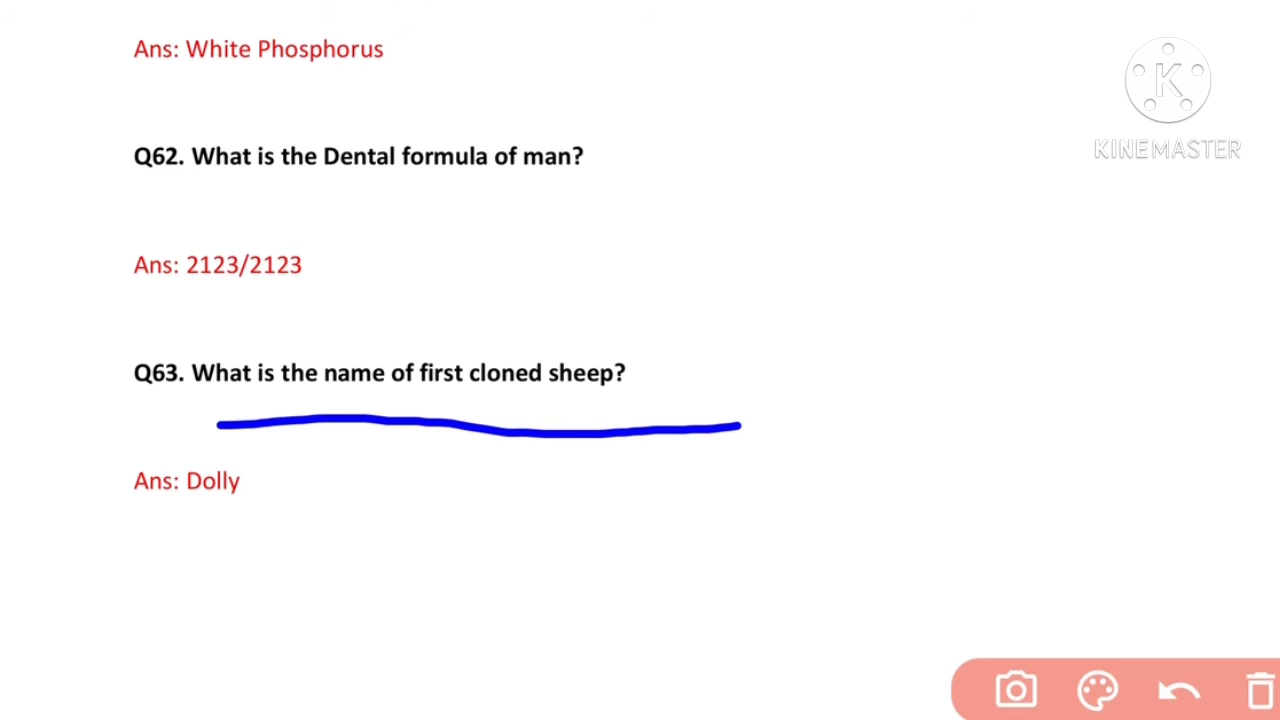 Ans: White Phosphorus
K
KINEMASTER
Q62. What is the Dental formula of man?
Ans: 2123/2123
Q63. What is the name of first cloned sheep?
Ans: Dolly